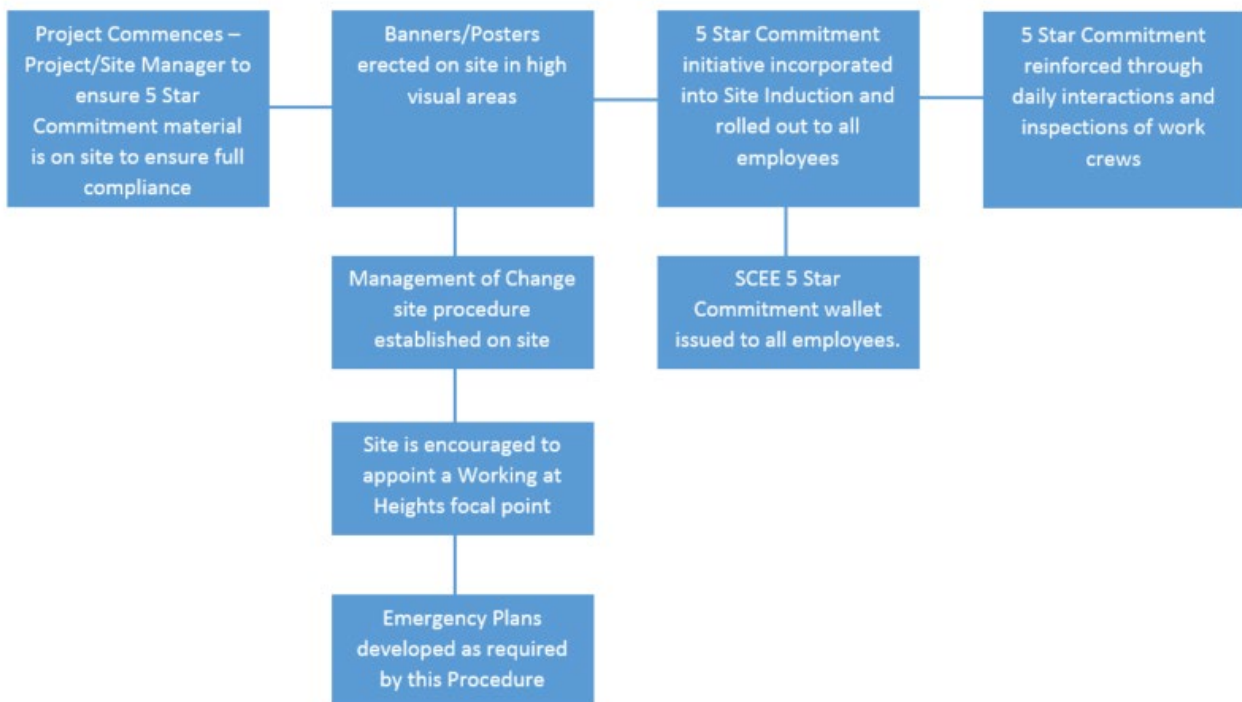 Project Commences –
Project/Site Manager to
ensure 5 Star
Commitment material
is on site to ensure full
compliance
Banners/Posters
erected on site in high
visual areas
5 Star Commitment
initiative incorporated
into Site Induction and
rolled out to all
employees
5 Star Commitment
reinforced through
daily interactions and
inspections of work
crews
Management of Change
site procedure
established on site
SCEE 5 Star
Commitment wallet
issued to all employees.
Site is encouraged to
appoint a Working at
Heights focal point
Emergency Plans
developed as required
by this Procedure